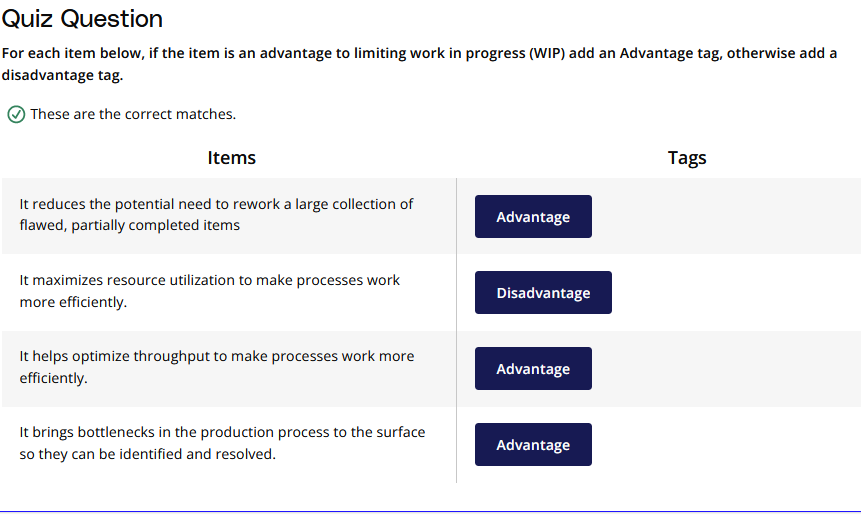 Quiz Question
For each item below, if the item is an advantage to limiting work in progress (WIP) add an Advantage tag, otherwise add a
disadvantage tag.
These are the correct matches.
Items
Tags
It reduces the potential need to rework a large collection of
flawed, partially completed items
Advantage
It maximizes resource utilization to make processes work
more efficiently.
Disadvantage
It helps optimize throughput to make processes work more
efficiently.
Advantage
It brings bottlenecks in the production process to the surface
so they can be identified and resolved.
Advantage